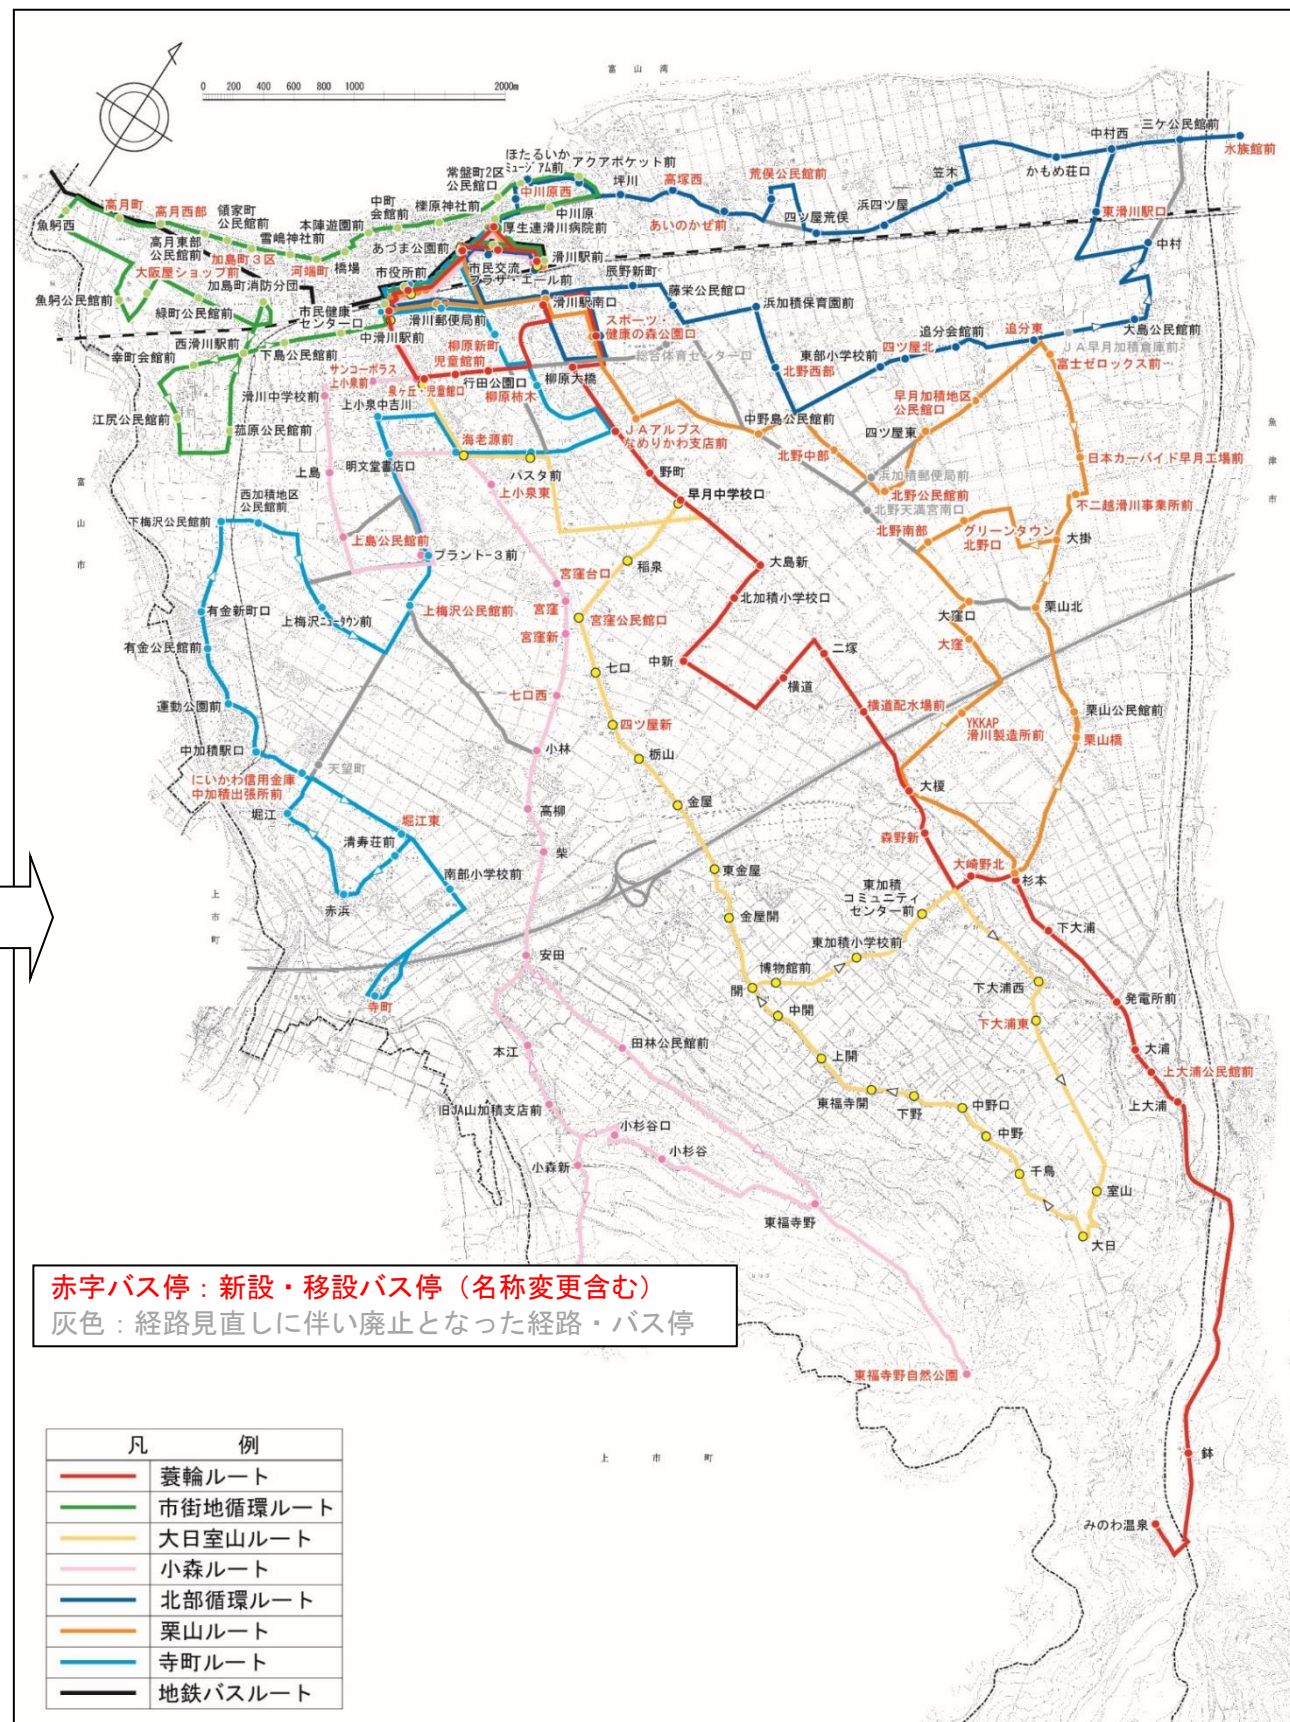 富山湾
0 200 400 600 800 1000 2000m
三ケ公民館前
中村西
水族館前
ほたるいか
ミュージアム前
アクアポケット前
常盤町2区
公民館口
中川原西
坪川
高塚西
荒俣公民館前
笠木
かもめ荘口
高月町
高月西部
領家町
公民館前
本陣遊園前
中町
会館前
櫟原神社前
中川原
あいのかぜ前
四ツ屋荒俣
浜四ツ屋
東滑川駅口
魚躬西
高月東部
公民館前
雪嶋神社前
加島町3区
河端町
橋場
あづま公園前
厚生連滑川病院前
滑川駅前
中村
大阪屋ショップ前
加島町消防分団
市役所前
市民交流
プラザ・エール前
辰野新町
藤栄公民館口
魚躬公民館前
緑町公民館前
市民健康
センター口
滑川郵便局前
滑川駅南口
浜加積保育園前
西滑川駅前
中滑川駅前
スポーツ・
健康の森公園口
追分会館前
追分東
大島公民館前
幸町会館前
下島公民館前
柳原新町
児童館前
総合体育センター口
東部小学校前
四ツ屋北
JA早月加積倉庫前
富士ゼロックス前
サンコーポラス
上小泉前
泉ヶ丘・児童館口
行田公園口
柳原柿木
柳原大橋
北野西部
滑川中学校前
早月加積地区
公民館口
江尻公民館前
菰原公民館前
上小泉中吉川
JAアルプス
なめりかわ支店前
中野島公民館前
四ツ屋東
魚津市
海老源前
パスタ前
北野中部
日本カーバイド早月工場前
上島
明文堂書店口
野町
浜加積郵便局前
富山市
西加積地区
公民館前
上小泉東
早月中学校口
北野公民館前
北野天満宮南口
不二越滑川事業所前
下梅沢公民館前
上島公民館前
プラント-3前
北野南部
グリーンタウン
北野口
大掛
稲泉
大島新
宮窪台口
宮窪
北加積小学校口
大窪口
栗山北
有金新町口
上梅沢ニュータウン前
上梅沢公民館前
宮窪公民館口
宮窪新
大窪
有金公民館前
中新
二塚
七口
横道
運動公園前
七口西
横道配水場前
YKKAP
滑川製造所前
栗山公民館前
四ツ屋新
栗山橋
中加積駅口
小林
栃山
天望町
にいかわ信用金庫
中加積出張所前
大榎
高柳
金屋
堀江
堀江東
森野新
清寿荘前
柴
南部小学校前
東金屋
大崎野北
杉本
東加積
コミュニティ
センター前
赤浜
上市町
金屋開
下大浦
東加積小学校前
安田
博物館前
開
下大浦西
寺町
中開
発電所前
下大浦東
本江
田林公民館前
上開
大浦
上大浦公民館前
旧JA山加積支店前
東福寺開
下野
中野口
上大浦
小杉谷口
小杉谷
中野
小森新
千鳥
室山
東福寺野
大日
赤字バス停：新設・移設バス停（名称変更含む）
灰色：経路見直しに伴い廃止となった経路・バス停
東福寺野自然公園
上市町
鉢
みのわ温泉
凡　例
蓑輪ルート
市街地循環ルート
大日室山ルート
小森ルート
北部循環ルート
栗山ルート
寺町ルート
地鉄バスルート